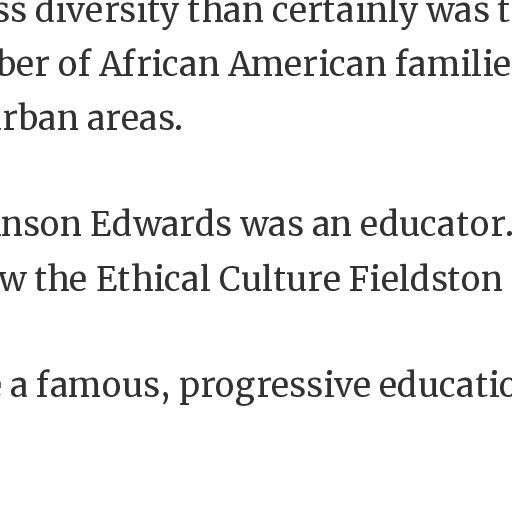 ss diversity than certainly was t
ber of African American familie
rban areas.
nson Edwards was an educator.
w the Ethical Culture Fieldston
e a famous, progressive educatio